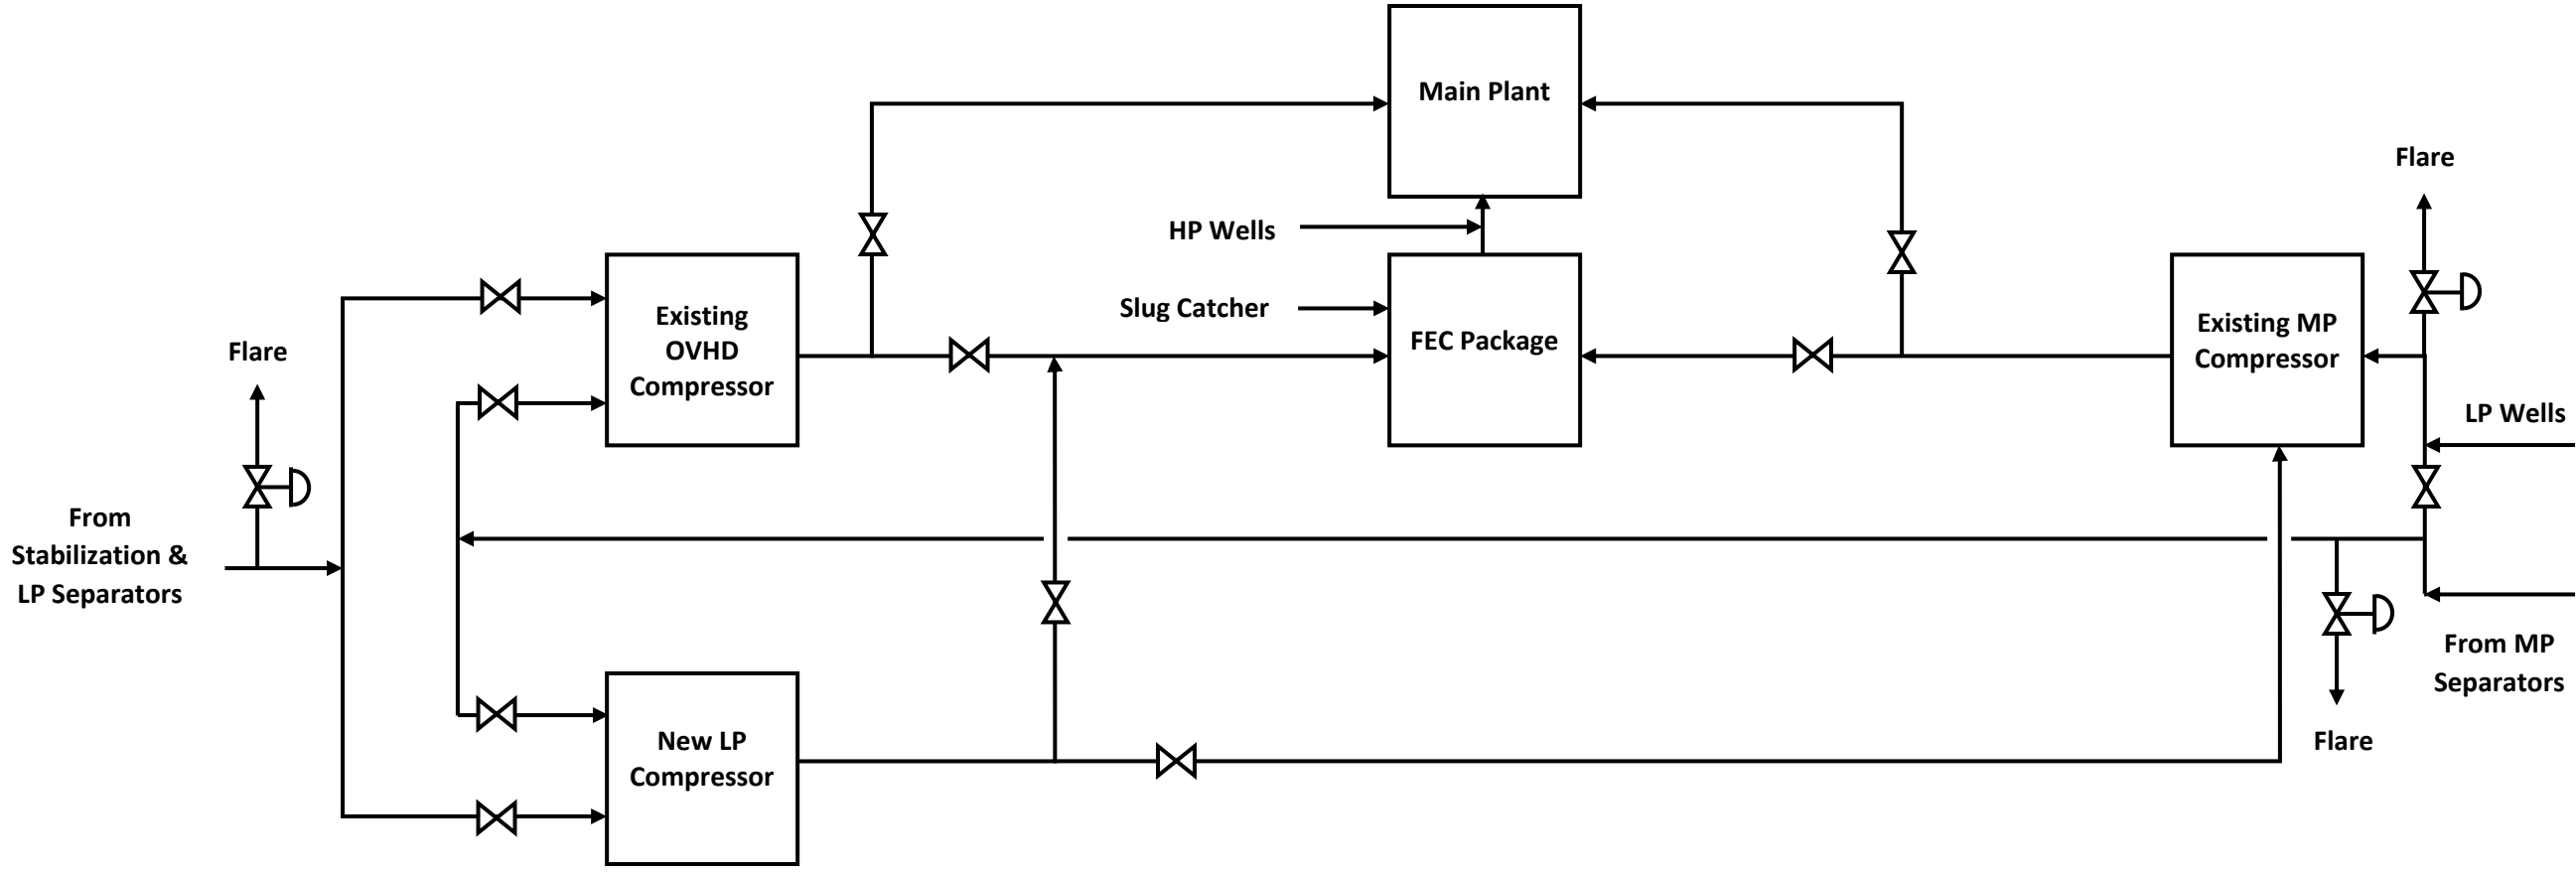 Main Plant
Flare
HP Wells
Existing
OVHD
Compressor
Slug Catcher
FEC Package
Existing MP
Compressor
Flare
LP Wells
From
Stabilization &
LP Separators
From MP
Separators
New LP
Compressor
Flare